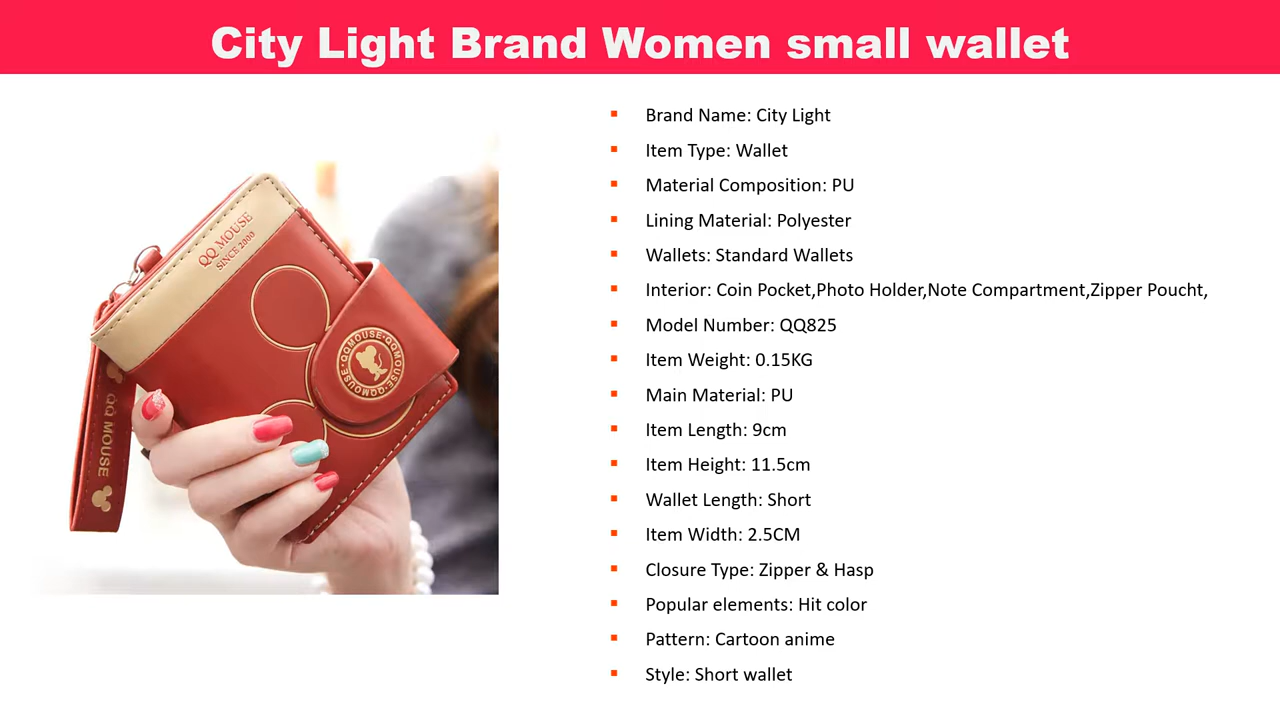 City Light Brand Women small wallet
QQ MOUSE
SINCE 2000
QQMOUSE·QQMOUSE·QQMOUSE·
QQ MOUSE
Brand Name: City Light
Item Type: Wallet
Material Composition: PU
Lining Material: Polyester
Wallets: Standard Wallets
Interior: Coin Pocket,Photo Holder,Note Compartment,Zipper Poucht,
Model Number: QQ825
Item Weight: 0.15KG
Main Material: PU
Item Length: 9cm
Item Height: 11.5cm
Wallet Length: Short
Item Width: 2.5CM
Closure Type: Zipper & Hasp
Popular elements: Hit color
Pattern: Cartoon anime
Style: Short wallet